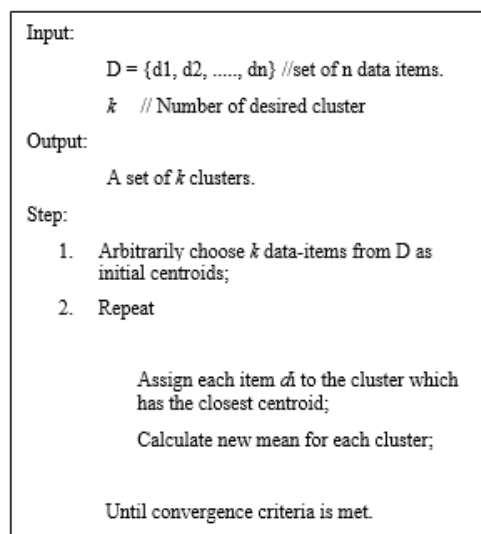 Input:
D = {d1, d2, ....., dn} //set of n data items.
k // Number of desired cluster
Output:
A set of k clusters.
Step:
1. Arbitrarily choose k data-items from D as
initial centroids;
2. Repeat
Assign each item di to the cluster which
has the closest centroid;
Calculate new mean for each cluster;
Until convergence criteria is met.